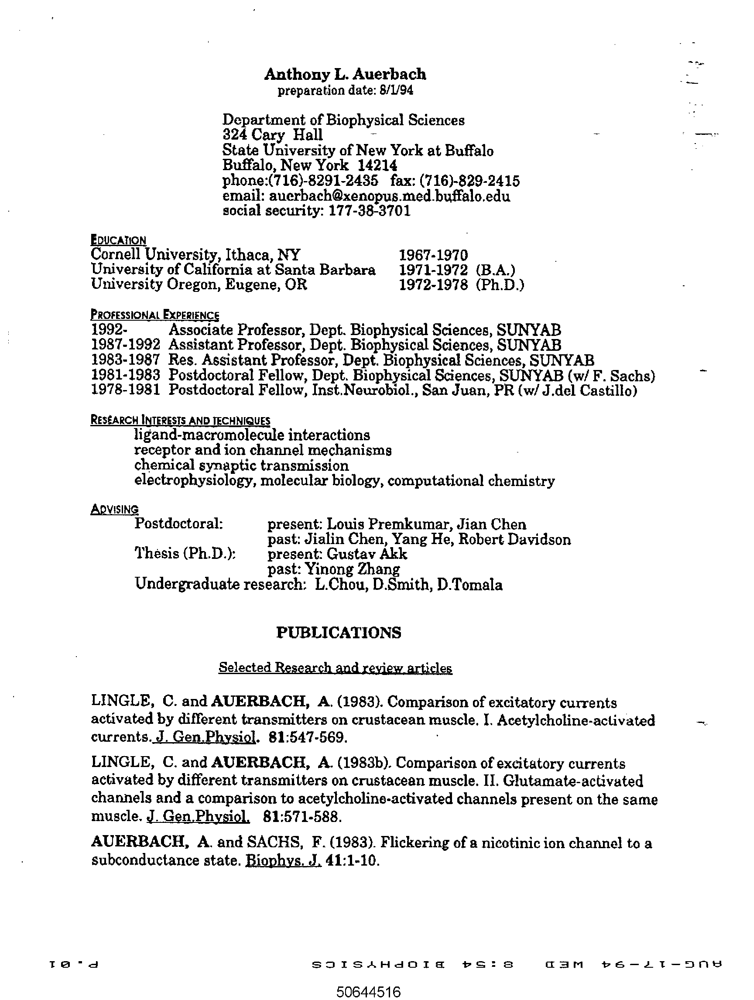 Anthony L. Auerbach
preparation date: 8/1/94
Department of Biophysical Sciences
324 Cary Hall
State University of New York at Buffalo
Buffalo, New York 14214
phone:(716)-8291-2435 fax: (716)-829-2415
email: auerbach@xenopus.med.buffalo.edu
social security: 177-38-3701
EDUCATION
Cornell University, Ithaca, NY 1967-1970
University of California at Santa Barbara 1971-1972 (B.A.)
University Oregon, Eugene, OR 1972-1978 (Ph.D.)
PROFESSIONAL EXPERIENCE
1992- Associate Professor, Dept. Biophysical Sciences, SUNYAB
1987-1992 Assistant Professor, Dept. Biophysical Sciences, SUNYAB
1983-1987 Res. Assistant Professor, Dept. Biophysical Sciences, SUNYAB
1981-1983 Postdoctoral Fellow, Dept. Biophysical Sciences, SUNYAB (w/ F. Sachs)
1978-1981 Postdoctoral Fellow, Inst.Neurobiol., San Juan, PR (w/ J.del Castillo)
RESEARCH INTERESTS AND TECHNIQUES
ligand-macromolecule interactions
receptor and ion channel mechanisms
chemical synaptic transmission
electrophysiology, molecular biology, computational chemistry
ADVISING
Postdoctoral: present: Louis Premkumar, Jian Chen
past: Jialin Chen, Yang He, Robert Davidson
Thesis (Ph.D.): present: Gustav Akk
past: Yinong Zhang
Undergraduate research: L.Chou, D.Smith, D.Tomala
PUBLICATIONS
Selected Research and review articles
LINGLE, C. and AUERBACH, A. (1983). Comparison of excitatory currents
activated by different transmitters on crustacean muscle. I. Acetylcholine-activated
currents. J. Gen.Physiol. 81:547-569.
LINGLE, C. and AUERBACH, A. (1983b). Comparison of excitatory currents
activated by different transmitters on crustacean muscle. II. Glutamate-activated
channels and a comparison to acetylcholine-activated channels present on the same
muscle. J. Gen.Physiol. 81:571-588.
AUERBACH, A. and SACHS, F. (1983). Flickering of a nicotinic ion channel to a
subconductance state. Biophys. J. 41:1-10.
AUG-17-94 WED 8:54 BIOPHYSICS P.01
50644516